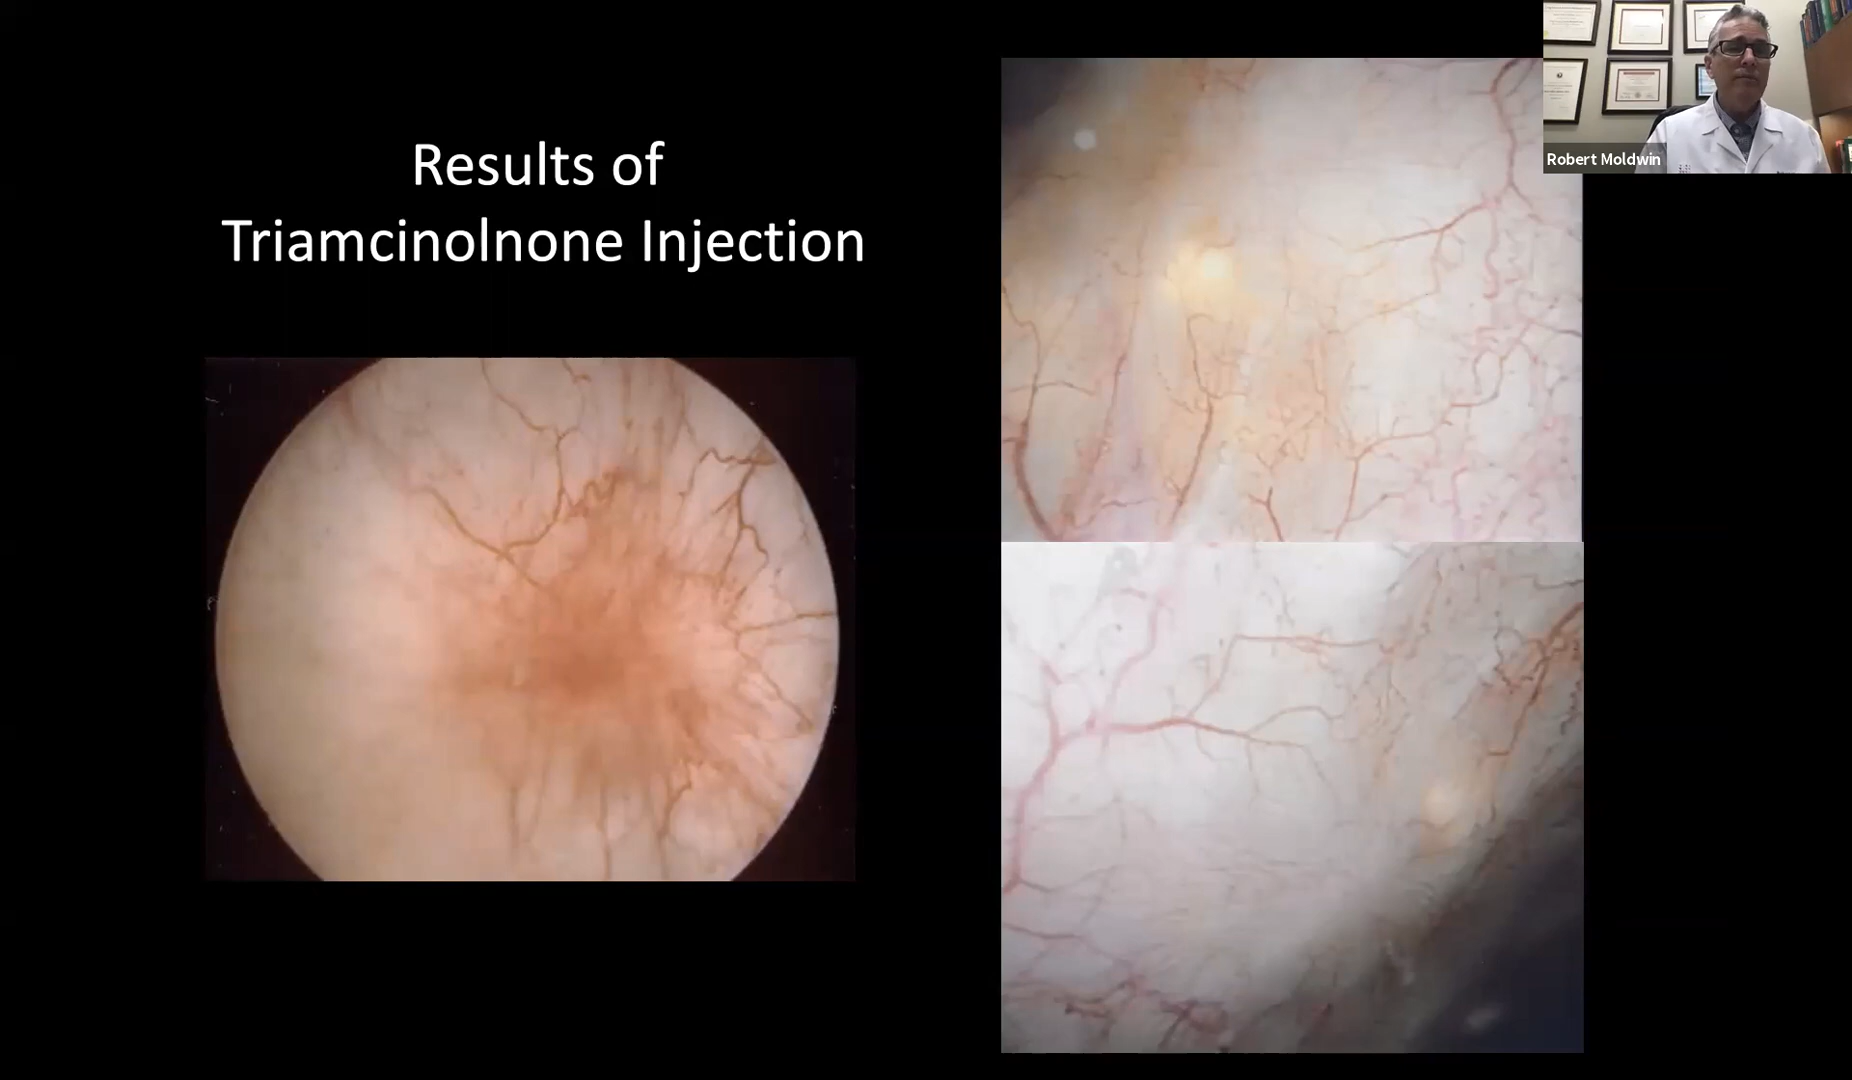 Results of
Triamcinolnone Injection
Robert Moldwin